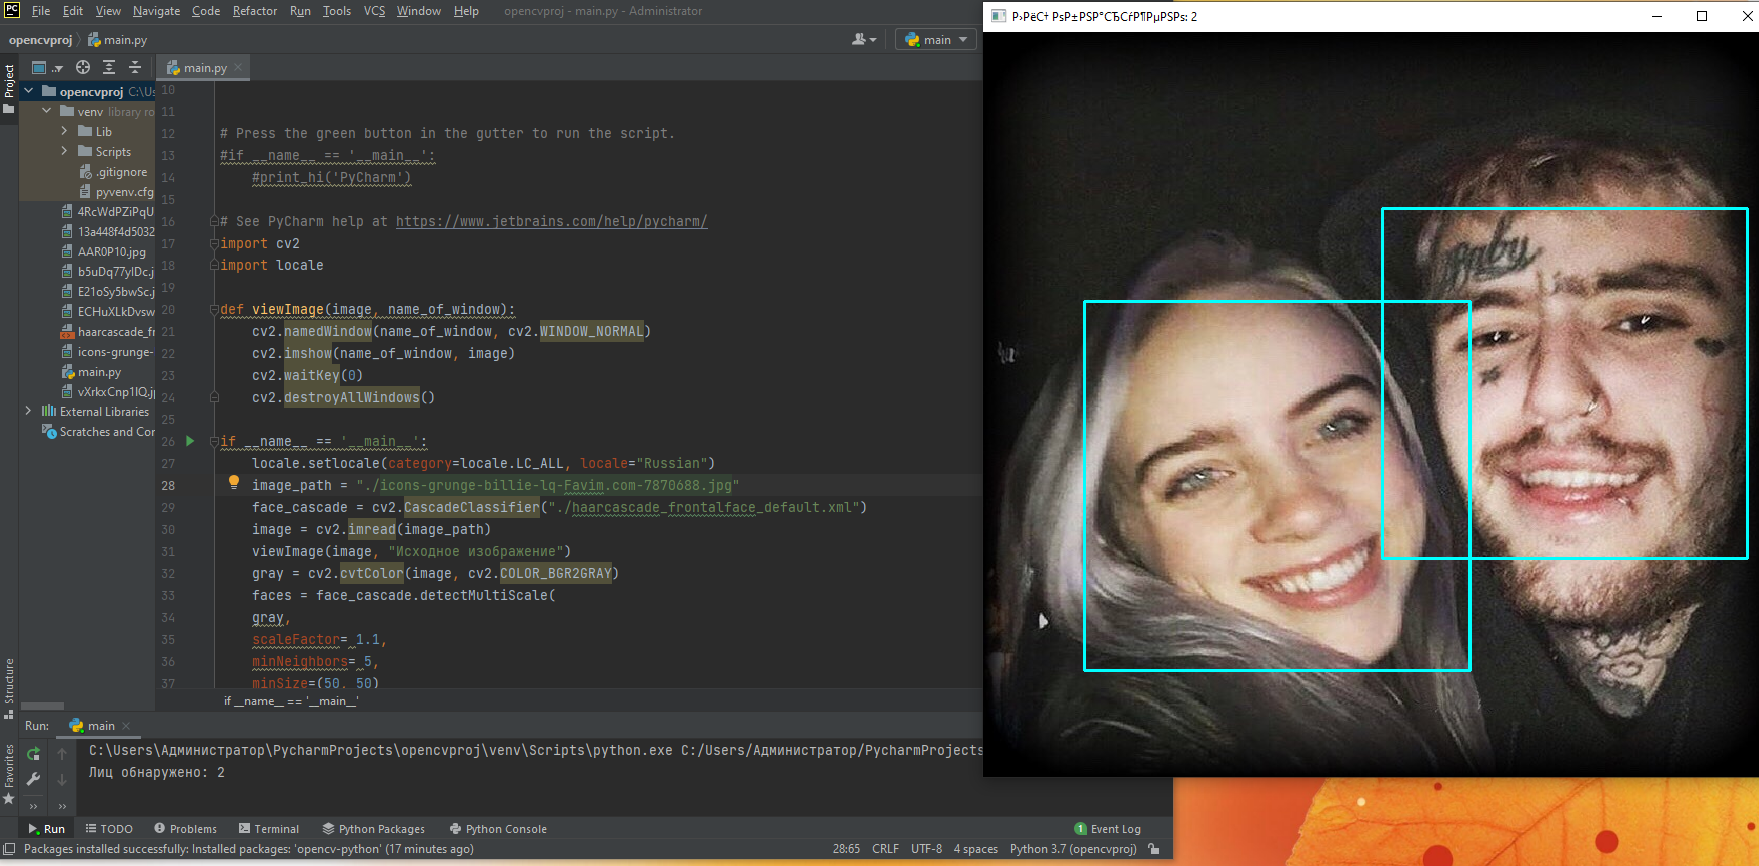 File Edit View Navigate Code Refactor Run Tools VCS Window Help opencvproj - main.py - Administrator
opencvproj main.py
main
Project
main.py
opencvproj C:\U
venv library ro
Lib
Scripts
.gitignore
pyvenv.cfg
4RcWdPZiPqU
13a448f4d5032
AAR0P10.jpg
b5uDq77yIDc.j
E21oSy5bwSc.j
ECHuXLkDvsw
haarcascade_fr
icons-grunge-
main.py
vXrkxCnp1IQ.j
External Libraries
Scratches and Cor
10
11
12 # Press the green button in the gutter to run the script.
13 #if __name__ == '__main__':
14 #print_hi('PyCharm')
15
16 # See PyCharm help at https://www.jetbrains.com/help/pycharm/
17 import cv2
18 import locale
19
20 def viewImage(image, name_of_window):
21 cv2.namedWindow(name_of_window, cv2.WINDOW_NORMAL)
22 cv2.imshow(name_of_window, image)
23 cv2.waitKey(0)
24 cv2.destroyAllWindows()
25
26 if __name__ == '__main__':
27 locale.setlocale(category=locale.LC_ALL, locale="Russian")
28 image_path = "./icons-grunge-billie-lq-Favim.com-7870688.jpg"
29 face_cascade = cv2.CascadeClassifier("./haarcascade_frontalface_default.xml")
30 image = cv2.imread(image_path)
31 viewImage(image, "Исходное изображение")
32 gray = cv2.cvtColor(image, cv2.COLOR_BGR2GRAY)
33 faces = face_cascade.detectMultiScale(
34 gray,
35 scaleFactor= 1.1,
36 minNeighbors= 5,
37 minSize=(50, 50)
if __name__ == '__main__'
Structure
Favorites
Run: main
C:\Users\Администратор\PycharmProjects\opencvproj\venv\Scripts\python.exe C:/Users/Администратор/PycharmProjects
Лиц обнаружено: 2
Run TODO Problems Terminal Python Packages Python Console 1 Event Log
Packages installed successfully: Installed packages: 'opencv-python' (17 minutes ago) 28:65 CRLF UTF-8 4 spaces Python 3.7 (opencvproj)
Baby